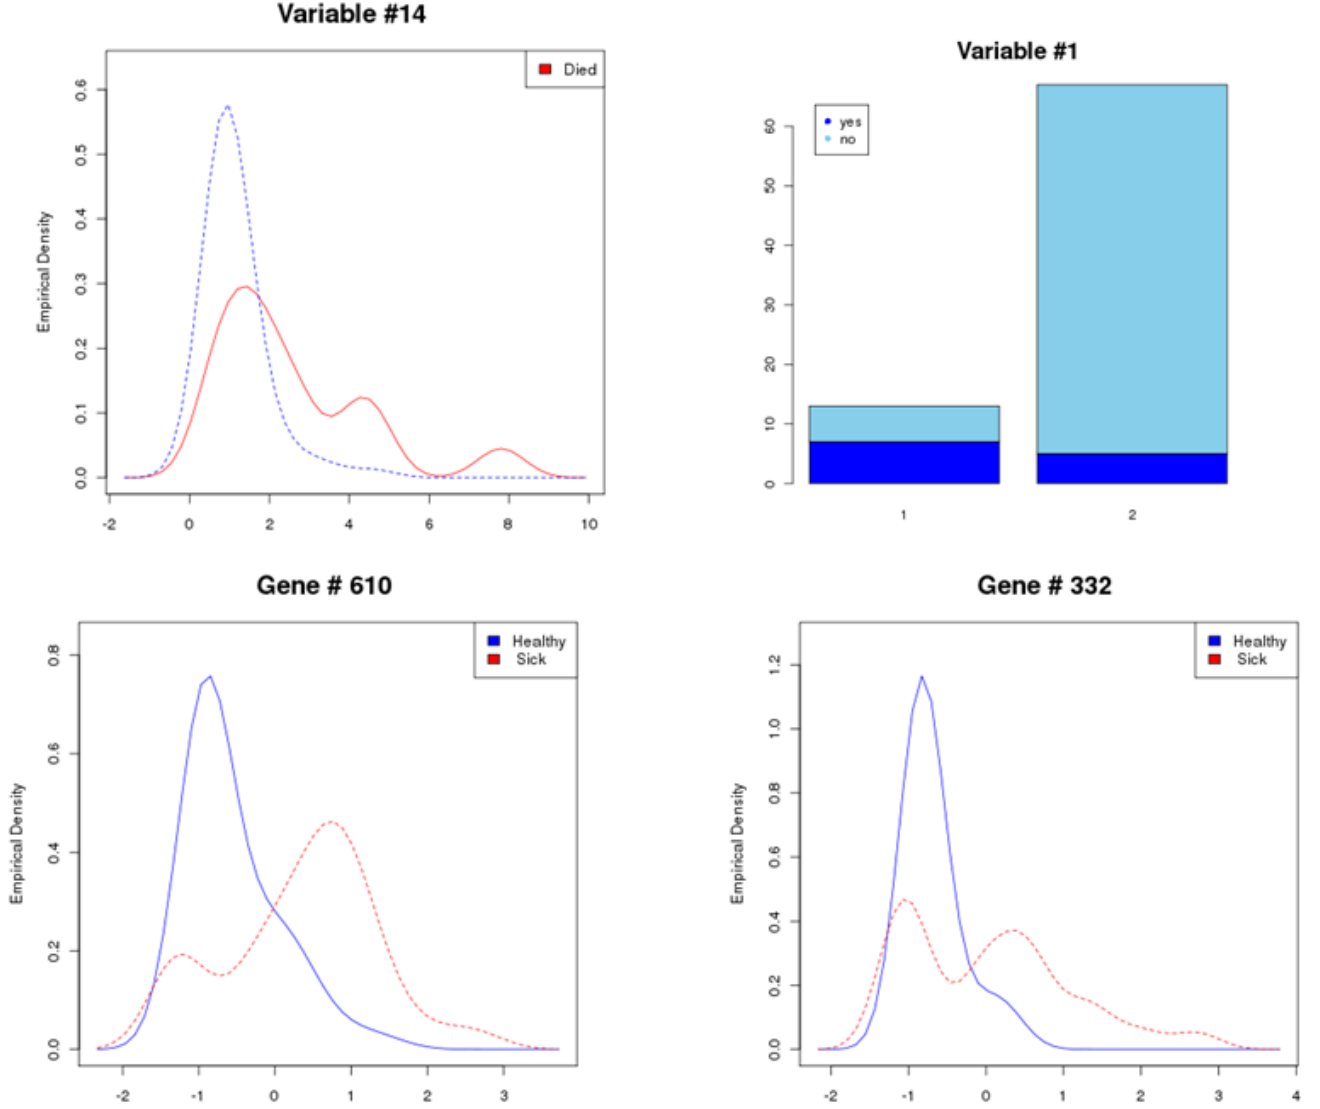 Variable #14
Died
Empirical Density
0.6
0.5
0.4
0.3
0.2
0.1
0.0
-2 0 2 4 6 8 10
Variable #1
yes
no
60
50
40
30
20
10
0
1 2
Gene # 610
Healthy
Sick
Empirical Density
0.8
0.6
0.4
0.2
0.0
-2 -1 0 1 2 3
Gene # 332
Healthy
Sick
Empirical Density
1.2
1.0
0.8
0.6
0.4
0.2
0.0
-2 -1 0 1 2 3 4